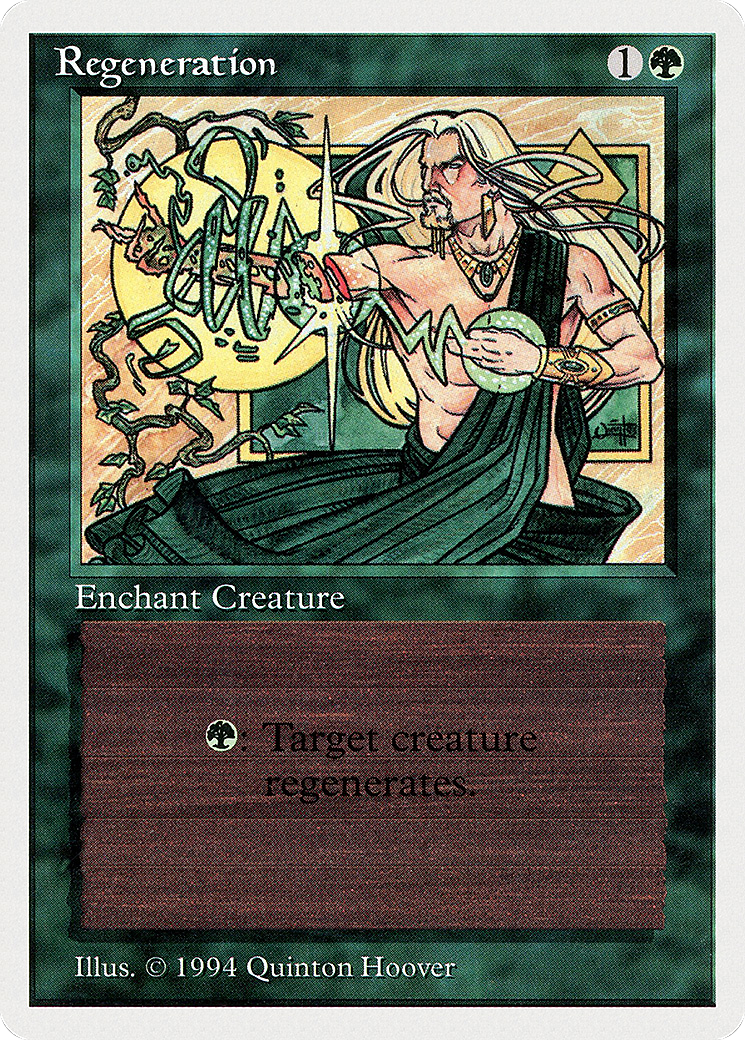 Regeneration 1
Enchant Creature
: Target creature
regenerates.
Illus. © 1994 Quinton Hoover